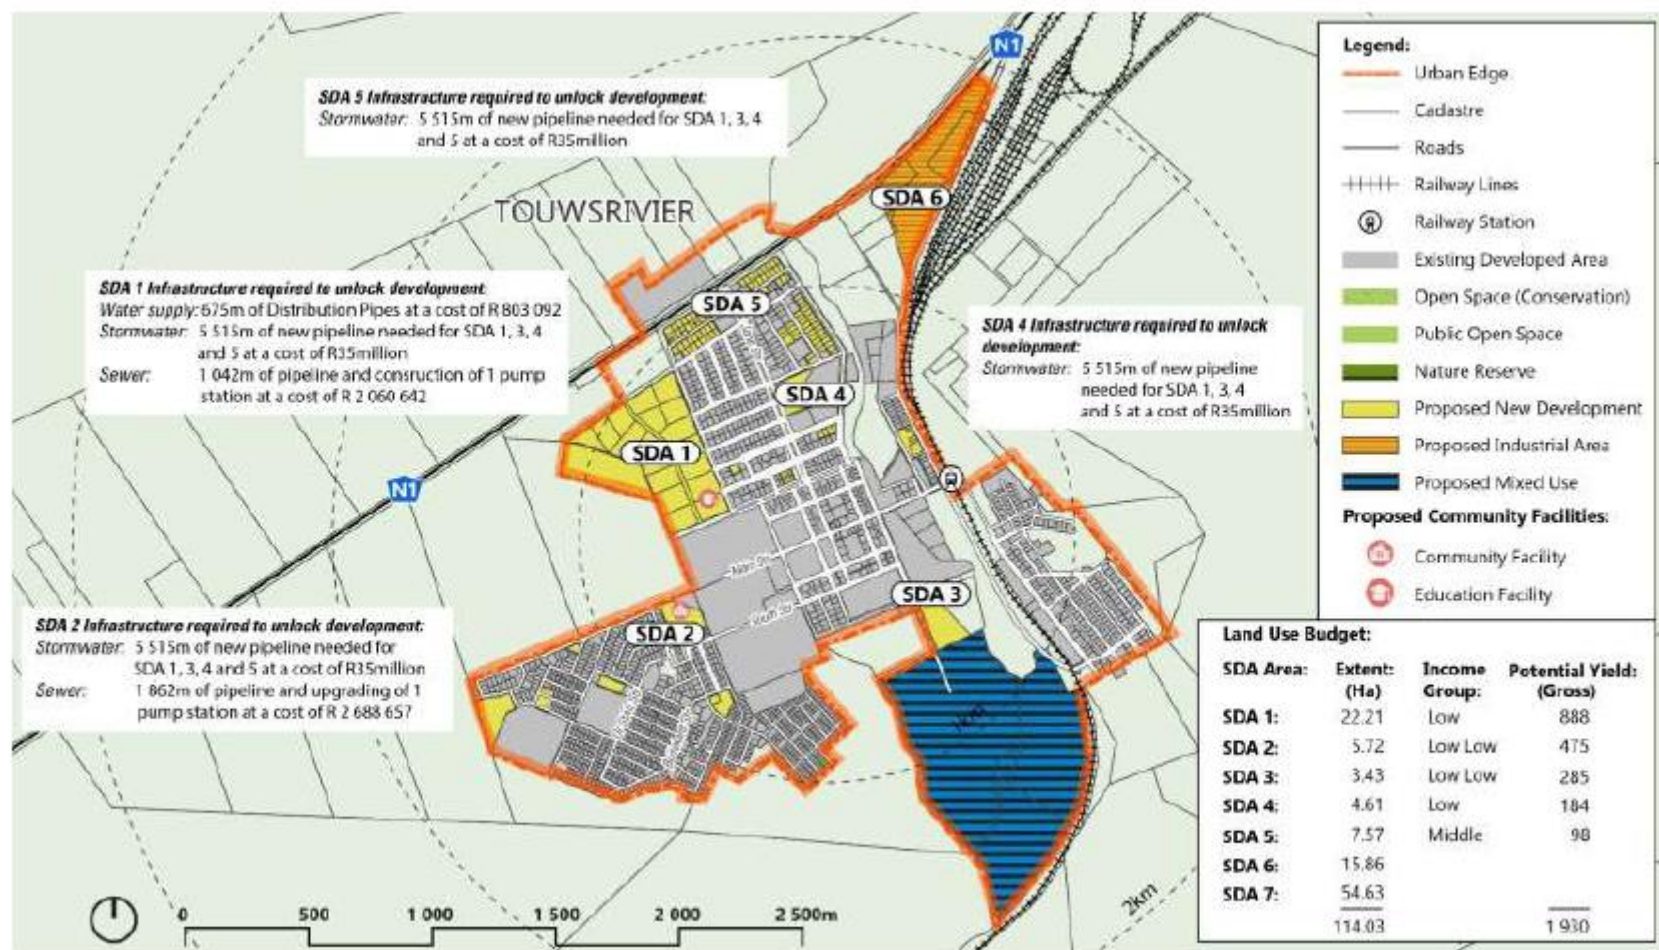 N1
SDA 5 Infrastructure required to unlock development:
Stormwater: 5 515m of new pipeline needed for SDA 1, 3, 4
and 5 at a cost of R35million
SDA 6
TOUWSRIVIER
SDA 1 Infrastructure required to unlock development:
Water supply: 675m of Distribution Pipes at a cost of R 803 092
Stormwater: 5 515m of new pipeline needed for SDA 1, 3, 4
and 5 at a cost of R35million
Sewer: 1 042m of pipeline and consruction of 1 pump
station at a cost of R 2 060 642
SDA 5
SDA 4 Infrastructure required to unlock
development:
Stormwater: 5 515m of new pipeline
needed for SDA 1, 3, 4
and 5 at a cost of R35million
SDA 4
SDA 1
N1
SDA 3
SDA 2
SDA 2 Infrastructure required to unlock development:
Stormwater: 5 515m of new pipeline needed for
SDA 1, 3, 4 and 5 at a cost of R35million
Sewer: 1 862m of pipeline and upgrading of 1
pump station at a cost of R 2 688 657
1km
2km
0 500 1 000 1 500 2 000 2 500m
Legend:
Urban Edge
Cadastre
Roads
Railway Lines
Railway Station
Existing Developed Area
Open Space (Conservation)
Public Open Space
Nature Reserve
Proposed New Development
Proposed Industrial Area
Proposed Mixed Use
Proposed Community Facilities:
Community Facility
Education Facility
Land Use Budget:
SDA Area: Extent: (Ha) Income Group: Potential Yield: (Gross)
SDA 1: 22.21 Low 888
SDA 2: 5.72 Low Low 475
SDA 3: 3.43 Low Low 285
SDA 4: 4.61 Low 184
SDA 5: 7.57 Middle 98
SDA 6: 15.86
SDA 7: 54.63
114.03 1 930